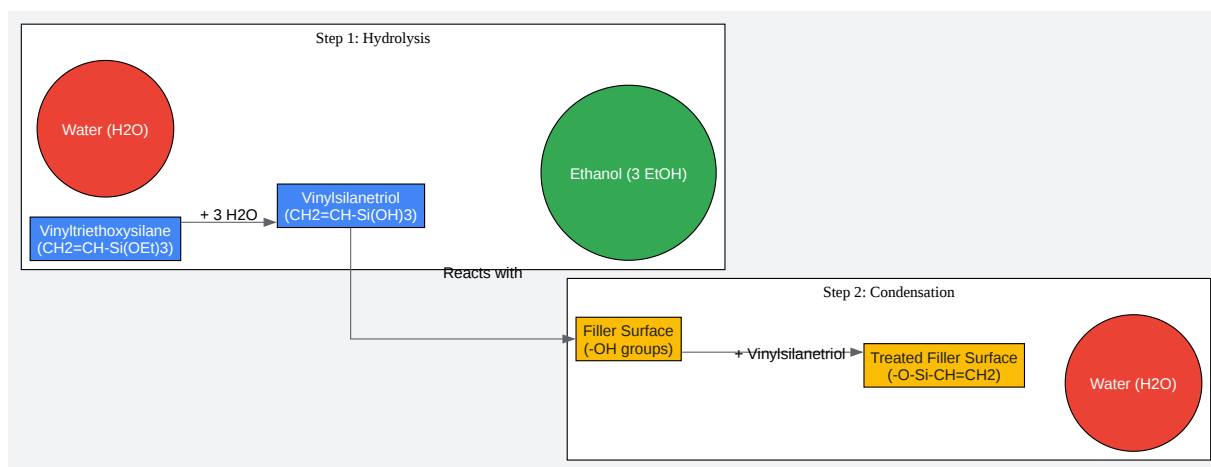 Step 1: Hydrolysis
Water (H2O)
Ethanol (3 EtOH)
Vinyltriethoxysilane
(CH2=CH-Si(OEt)3)
+ 3 H2O
Vinylsilanetriol
(CH2=CH-Si(OH)3)
Reacts with
Step 2: Condensation
Filler Surface
(-OH groups)
+ Vinylsilanetriol
Treated Filler Surface
(-O-Si-CH=CH2)
Water (H2O)